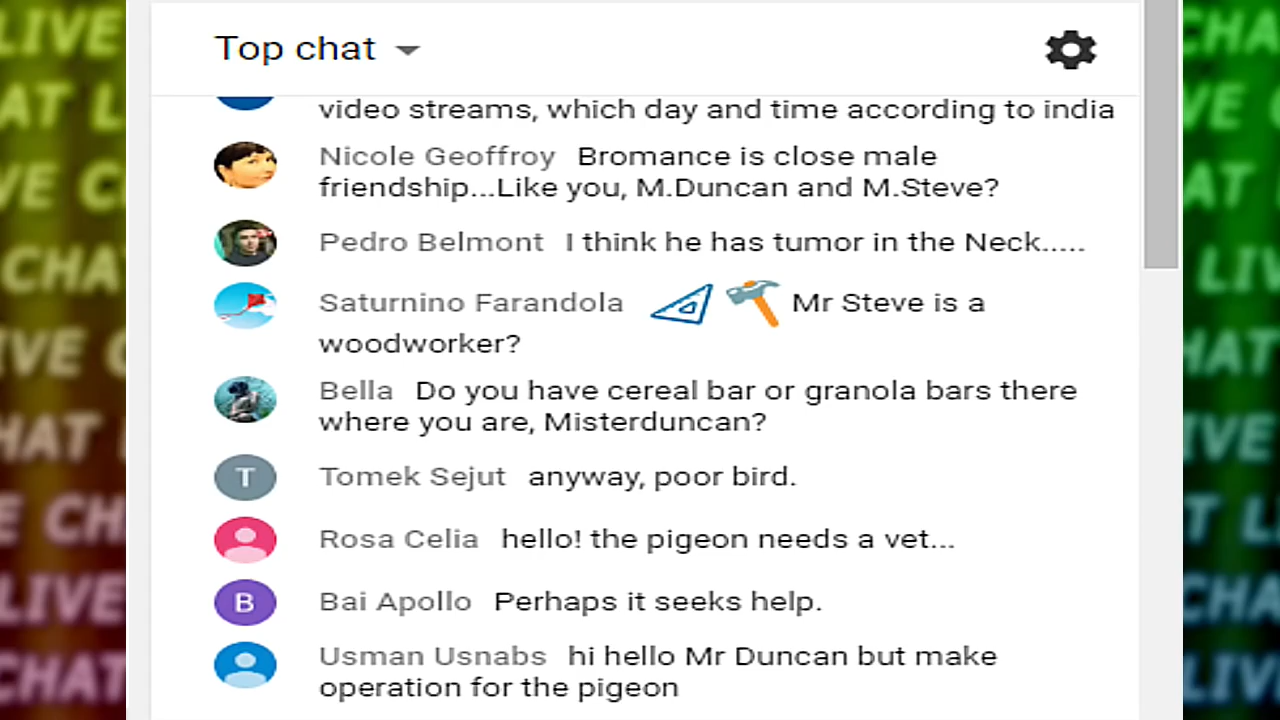 Top chat
video streams, which day and time according to india
Nicole Geoffroy Bromance is close male
friendship...Like you, M.Duncan and M.Steve?
Pedro Belmont I think he has tumor in the Neck.....
Saturnino Farandola Mr Steve is a
woodworker?
Bella Do you have cereal bar or granola bars there
where you are, Misterduncan?
T
Tomek Sejut anyway, poor bird.
Rosa Celia hello! the pigeon needs a vet...
B
Bai Apollo Perhaps it seeks help.
Usman Usnabs hi hello Mr Duncan but make
operation for the pigeon